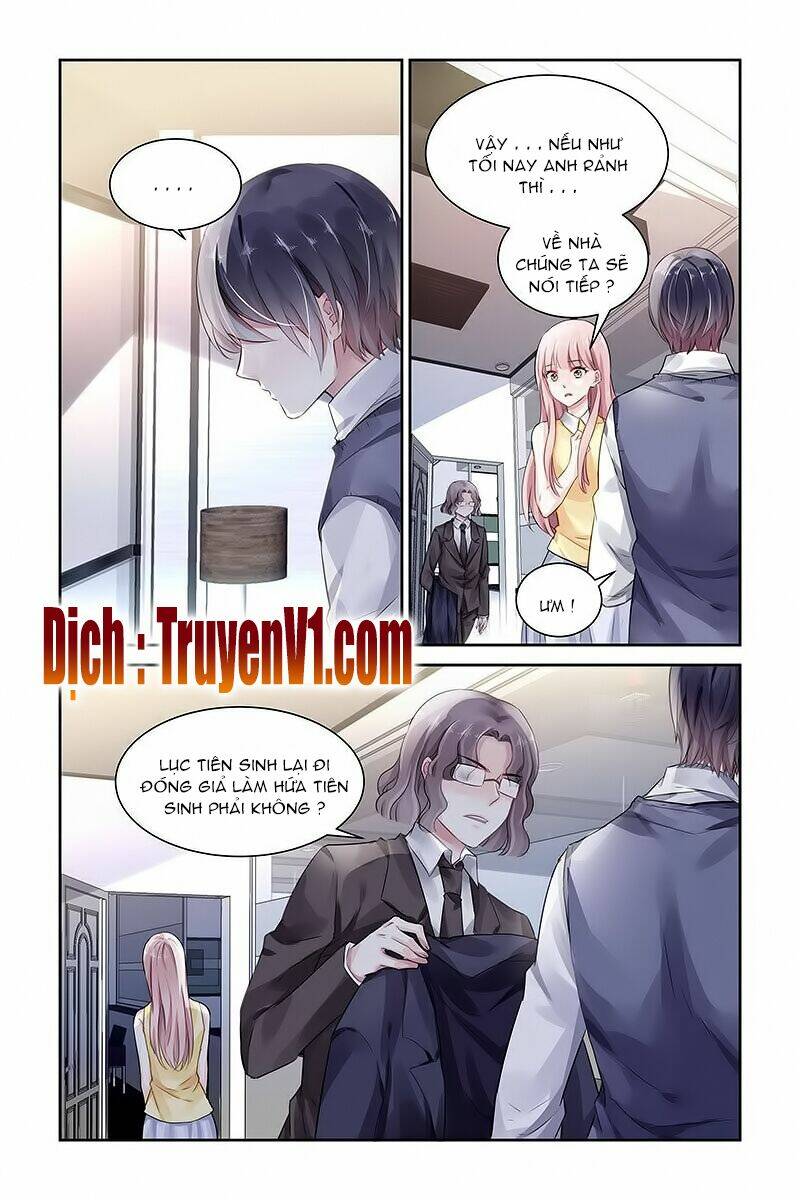 ....
VẬY ... NẾU NHƯ
TỐI NAY ANH RẢNH
THÌ ...
VỀ NHÀ
CHÚNG TA SẼ
NÓI TIẾP ?
ƯM !
Dịch : TruyenV1.com
LỤC TIÊN SINH LẠI ĐI
ĐÓNG GIẢ LÀM HỨA TIÊN
SINH PHẢI KHÔNG ?